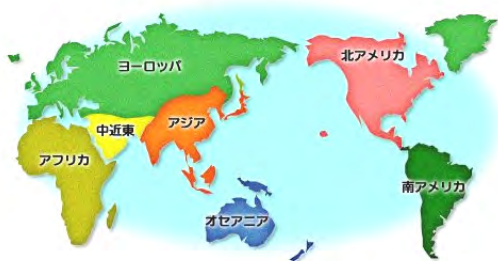 ヨーロッパ
北アメリカ
中近東
アジア
アフリカ
南アメリカ
オセアニア